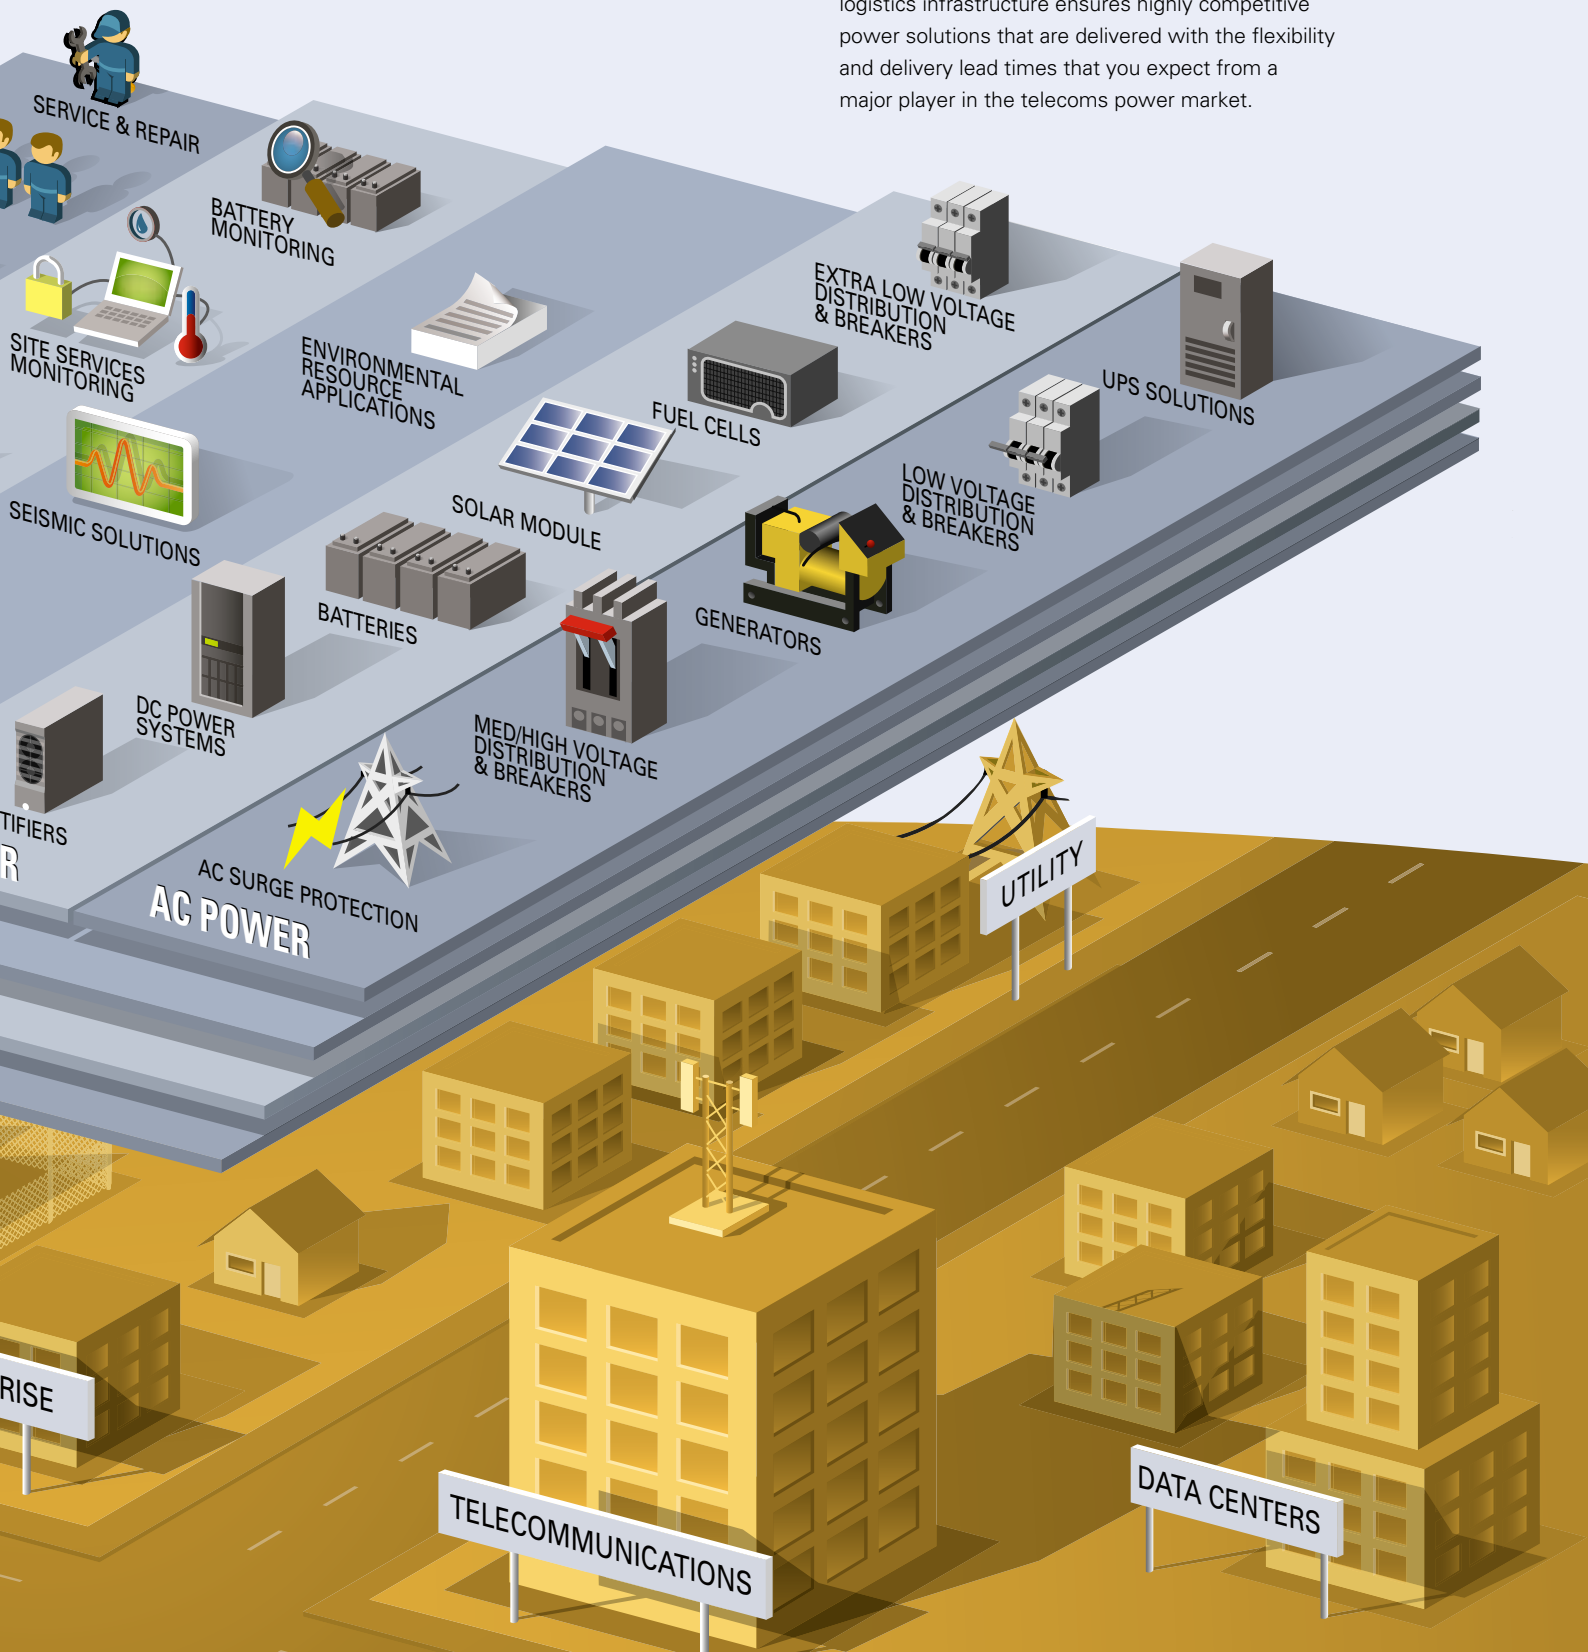 logistics infrastructure ensures highly competitive
power solutions that are delivered with the flexibility
and delivery lead times that you expect from a
major player in the telecoms power market.
SERVICE & REPAIR
BATTERY
MONITORING
SITE SERVICES
MONITORING
ENVIRONMENTAL
RESOURCE
APPLICATIONS
EXTRA LOW VOLTAGE
DISTRIBUTION
& BREAKERS
UPS SOLUTIONS
FUEL CELLS
LOW VOLTAGE
DISTRIBUTION
& BREAKERS
SEISMIC SOLUTIONS
SOLAR MODULE
BATTERIES
GENERATORS
DC POWER
SYSTEMS
MED/HIGH VOLTAGE
DISTRIBUTION
& BREAKERS
TIFIERS
R
AC SURGE PROTECTION
AC POWER
UTILITY
RISE
TELECOMMUNICATIONS
DATA CENTERS